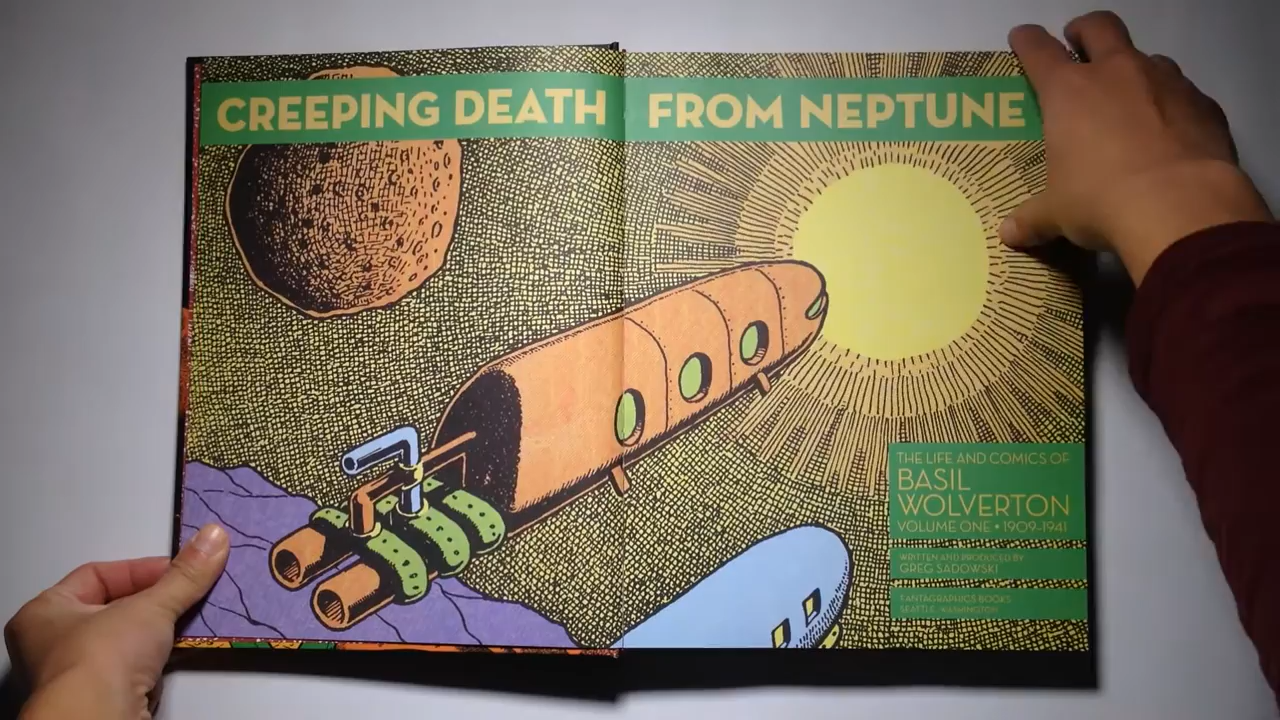 CREEPING DEATH FROM NEPTUNE
THE LIFE AND COMICS OF
BASIL
WOLVERTON
VOLUME ONE • 1909–1941
WRITTEN AND PRODUCED BY
GREG SADOWSKI
FANTAGRAPHICS BOOKS
SEATTLE, WASHINGTON